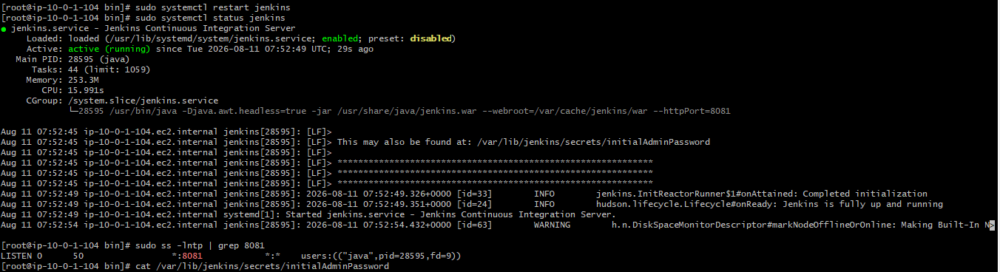 [root@ip-10-0-1-104 bin]# sudo systemctl restart jenkins
[root@ip-10-0-1-104 bin]# sudo systemctl status jenkins
● jenkins.service - Jenkins Continuous Integration Server
Loaded: loaded (/usr/lib/systemd/system/jenkins.service; enabled; preset: disabled)
Active: active (running) since Tue 2026-08-11 07:52:49 UTC; 29s ago
Main PID: 28595 (java)
Tasks: 44 (limit: 1059)
Memory: 253.3M
CPU: 15.991s
CGroup: /system.slice/jenkins.service
└─28595 /usr/bin/java -Djava.awt.headless=true -jar /usr/share/java/jenkins.war --webroot=/var/cache/jenkins/war --httpPort=8081
Aug 11 07:52:45 ip-10-0-1-104.ec2.internal jenkins[28595]: [LF]>
Aug 11 07:52:45 ip-10-0-1-104.ec2.internal jenkins[28595]: [LF]> This may also be found at: /var/lib/jenkins/secrets/initialAdminPassword
Aug 11 07:52:45 ip-10-0-1-104.ec2.internal jenkins[28595]: [LF]>
Aug 11 07:52:45 ip-10-0-1-104.ec2.internal jenkins[28595]: [LF]> *************************************************************
Aug 11 07:52:45 ip-10-0-1-104.ec2.internal jenkins[28595]: [LF]> *************************************************************
Aug 11 07:52:45 ip-10-0-1-104.ec2.internal jenkins[28595]: [LF]> *************************************************************
Aug 11 07:52:49 ip-10-0-1-104.ec2.internal jenkins[28595]: 2026-08-11 07:52:49.326+0000 [id=33] INFO jenkins.InitReactorRunner$1#onAttained: Completed initialization
Aug 11 07:52:49 ip-10-0-1-104.ec2.internal jenkins[28595]: 2026-08-11 07:52:49.351+0000 [id=24] INFO hudson.lifecycle.Lifecycle#onReady: Jenkins is fully up and running
Aug 11 07:52:49 ip-10-0-1-104.ec2.internal systemd[1]: Started jenkins.service - Jenkins Continuous Integration Server.
Aug 11 07:52:54 ip-10-0-1-104.ec2.internal jenkins[28595]: 2026-08-11 07:52:54.432+0000 [id=63] WARNING h.n.DiskSpaceMonitorDescriptor#markNodeOfflineOrOnline: Making Built-In N>
[root@ip-10-0-1-104 bin]# sudo ss -lntp | grep 8081
LISTEN 0 50 *:8081 *:* users:(("java",pid=28595,fd=9))
[root@ip-10-0-1-104 bin]# cat /var/lib/jenkins/secrets/initialAdminPassword